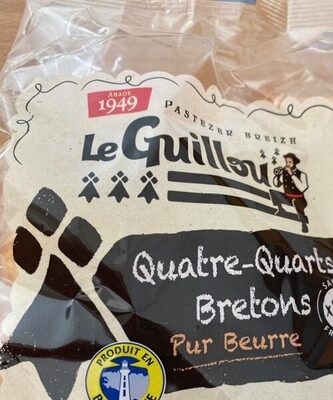 ABAOE
1949
PASTEZER BREIZH
Le Guillou
Quatre-Quarts
Bretons
Pur Beurre
PRODUIT EN